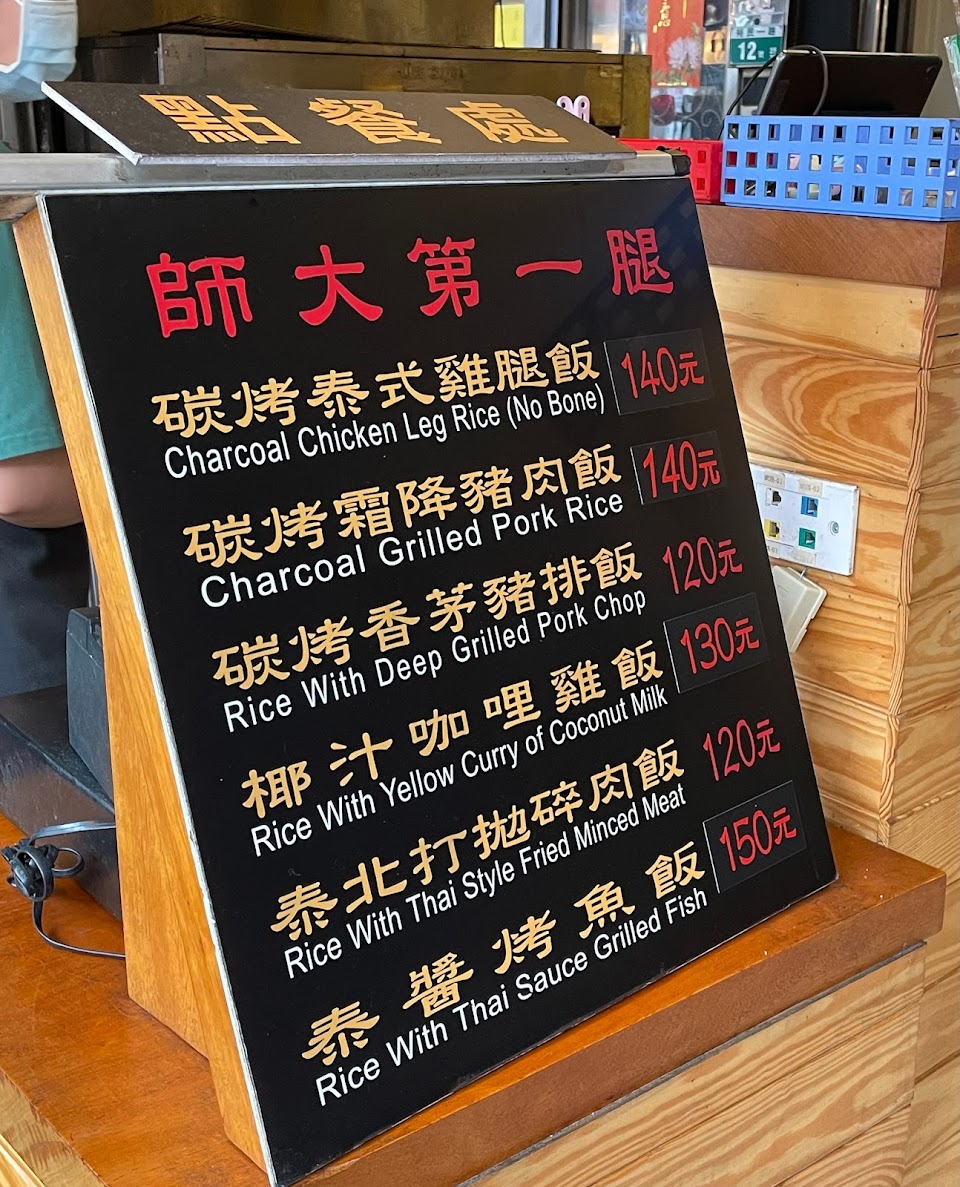 點餐處
師大第一腿
碳烤泰式雞腿飯 140元
Charcoal Chicken Leg Rice (No Bone)
碳烤霜降豬肉飯 140元
Charcoal Grilled Pork Rice
碳烤香茅豬排飯 120元
Rice With Deep Grilled Pork Chop
椰汁咖哩雞飯 130元
Rice With Yellow Curry of Coconut Milk
泰北打拋碎肉飯 120元
Rice With Thai Style Fried Minced Meat
泰醬烤魚飯 150元
Rice With Thai Sauce Grilled Fish
12